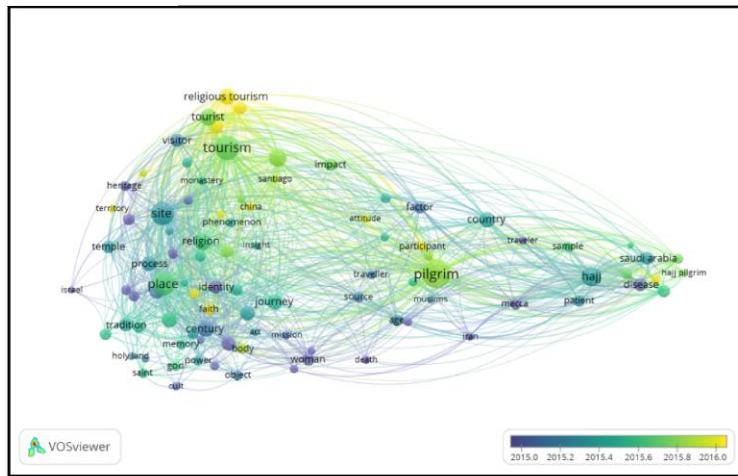 religious tourism
tourist
visitor
tourism
impact
monastery
santiago
heritage
territory
china
site
phenomenon
attitude
factor
country
religion
insight
participant
traveler
sample
temple
process
saudi arabia
pilgrim
hajj pilgrim
traveller
hajj
disease
israel
place
identity
source
muslims
journey
mecca
patient
faith
tradition
century
act
age
memory
mission
iran
body
holy land
power
woman
death
saint
god
object
cult
VOSviewer
2015.0 2015.2 2015.4 2015.6 2015.8 2016.0